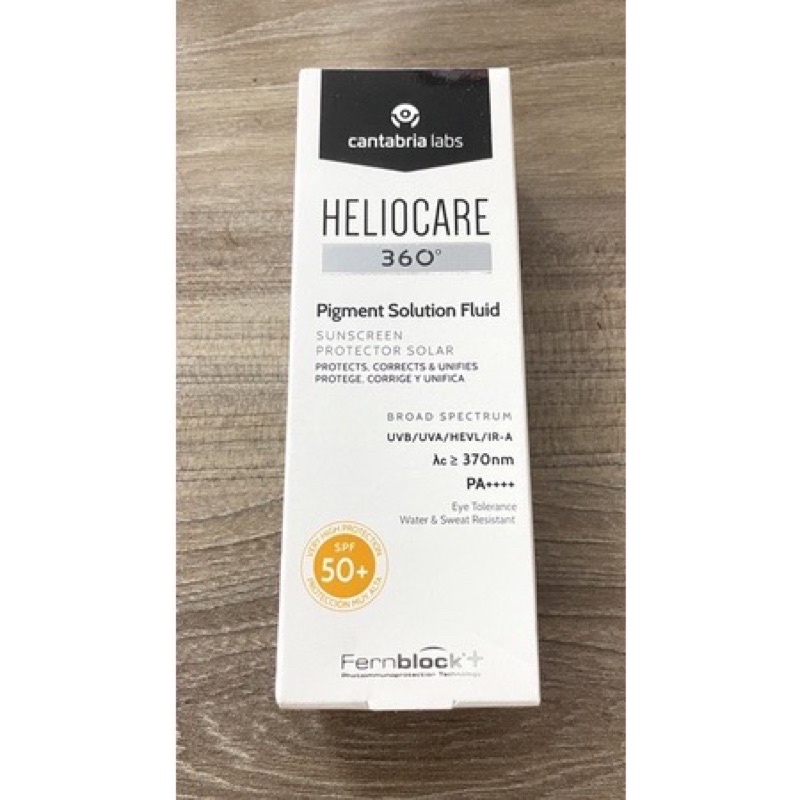 cantabria labs
HELIOCARE
360°
Pigment Solution Fluid
SUNSCREEN
PROTECTOR SOLAR
PROTECTS, CORRECTS & UNIFIES
PROTEGE, CORRIGE Y UNIFICA
BROAD SPECTRUM
UVB/UVA/HEVL/IR-A
λc ≥ 370nm
PA++++
Eye Tolerance
Water & Sweat Resistant
VERY HIGH PROTECTION
SPF
50+
PROTECCIÓN MUY ALTA
Fernblock+
Photoimmunoprotection Technology